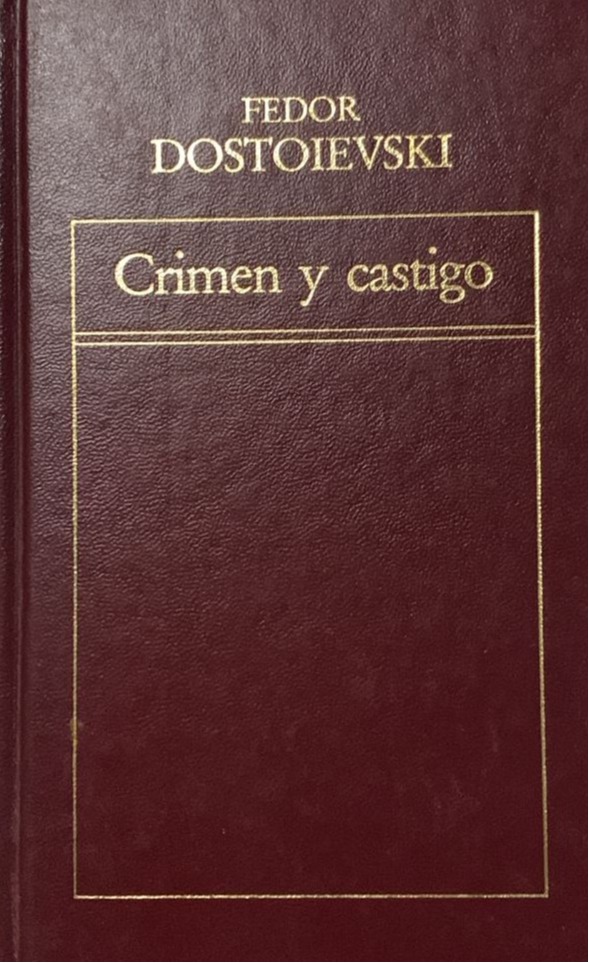 FEDOR
DOSTOIEVSKI
Crimen y castigo